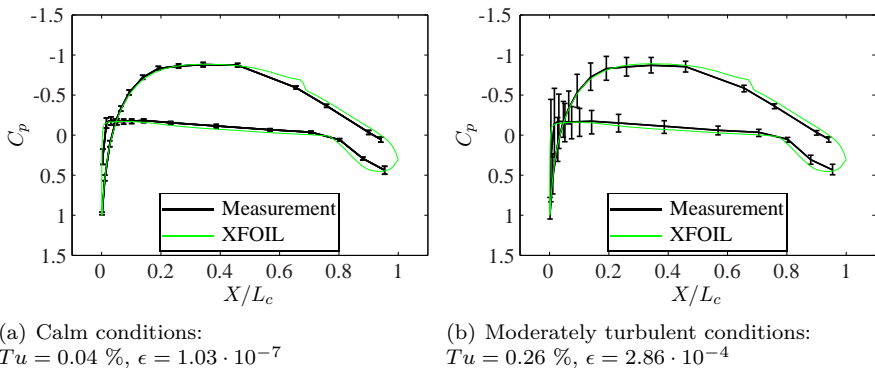 -1.5
-1
-0.5
0
0.5
1
1.5
C_p
0 0.2 0.4 0.6 0.8 1
X/L_c
Measurement
XFOIL
(a) Calm conditions:
Tu = 0.04 %, ϵ = 1.03 · 10^{-7}
-1.5
-1
-0.5
0
0.5
1
1.5
C_p
0 0.2 0.4 0.6 0.8 1
X/L_c
Measurement
XFOIL
(b) Moderately turbulent conditions:
Tu = 0.26 %, ϵ = 2.86 · 10^{-4}